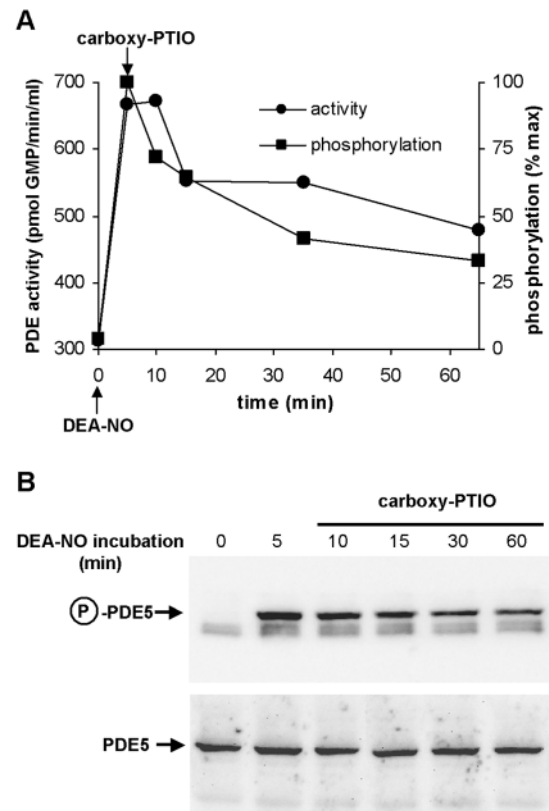 A
carboxy-PTIO
700
600
500
400
300
PDE activity (pmol GMP/min/ml)
activity
phosphorylation
100
75
50
25
0
phosphorylation (% max)
0 10 20 30 40 50 60
time (min)
DEA-NO
B
carboxy-PTIO
DEA-NO incubation 0 5 10 15 30 60
(min)
P-PDE5
PDE5